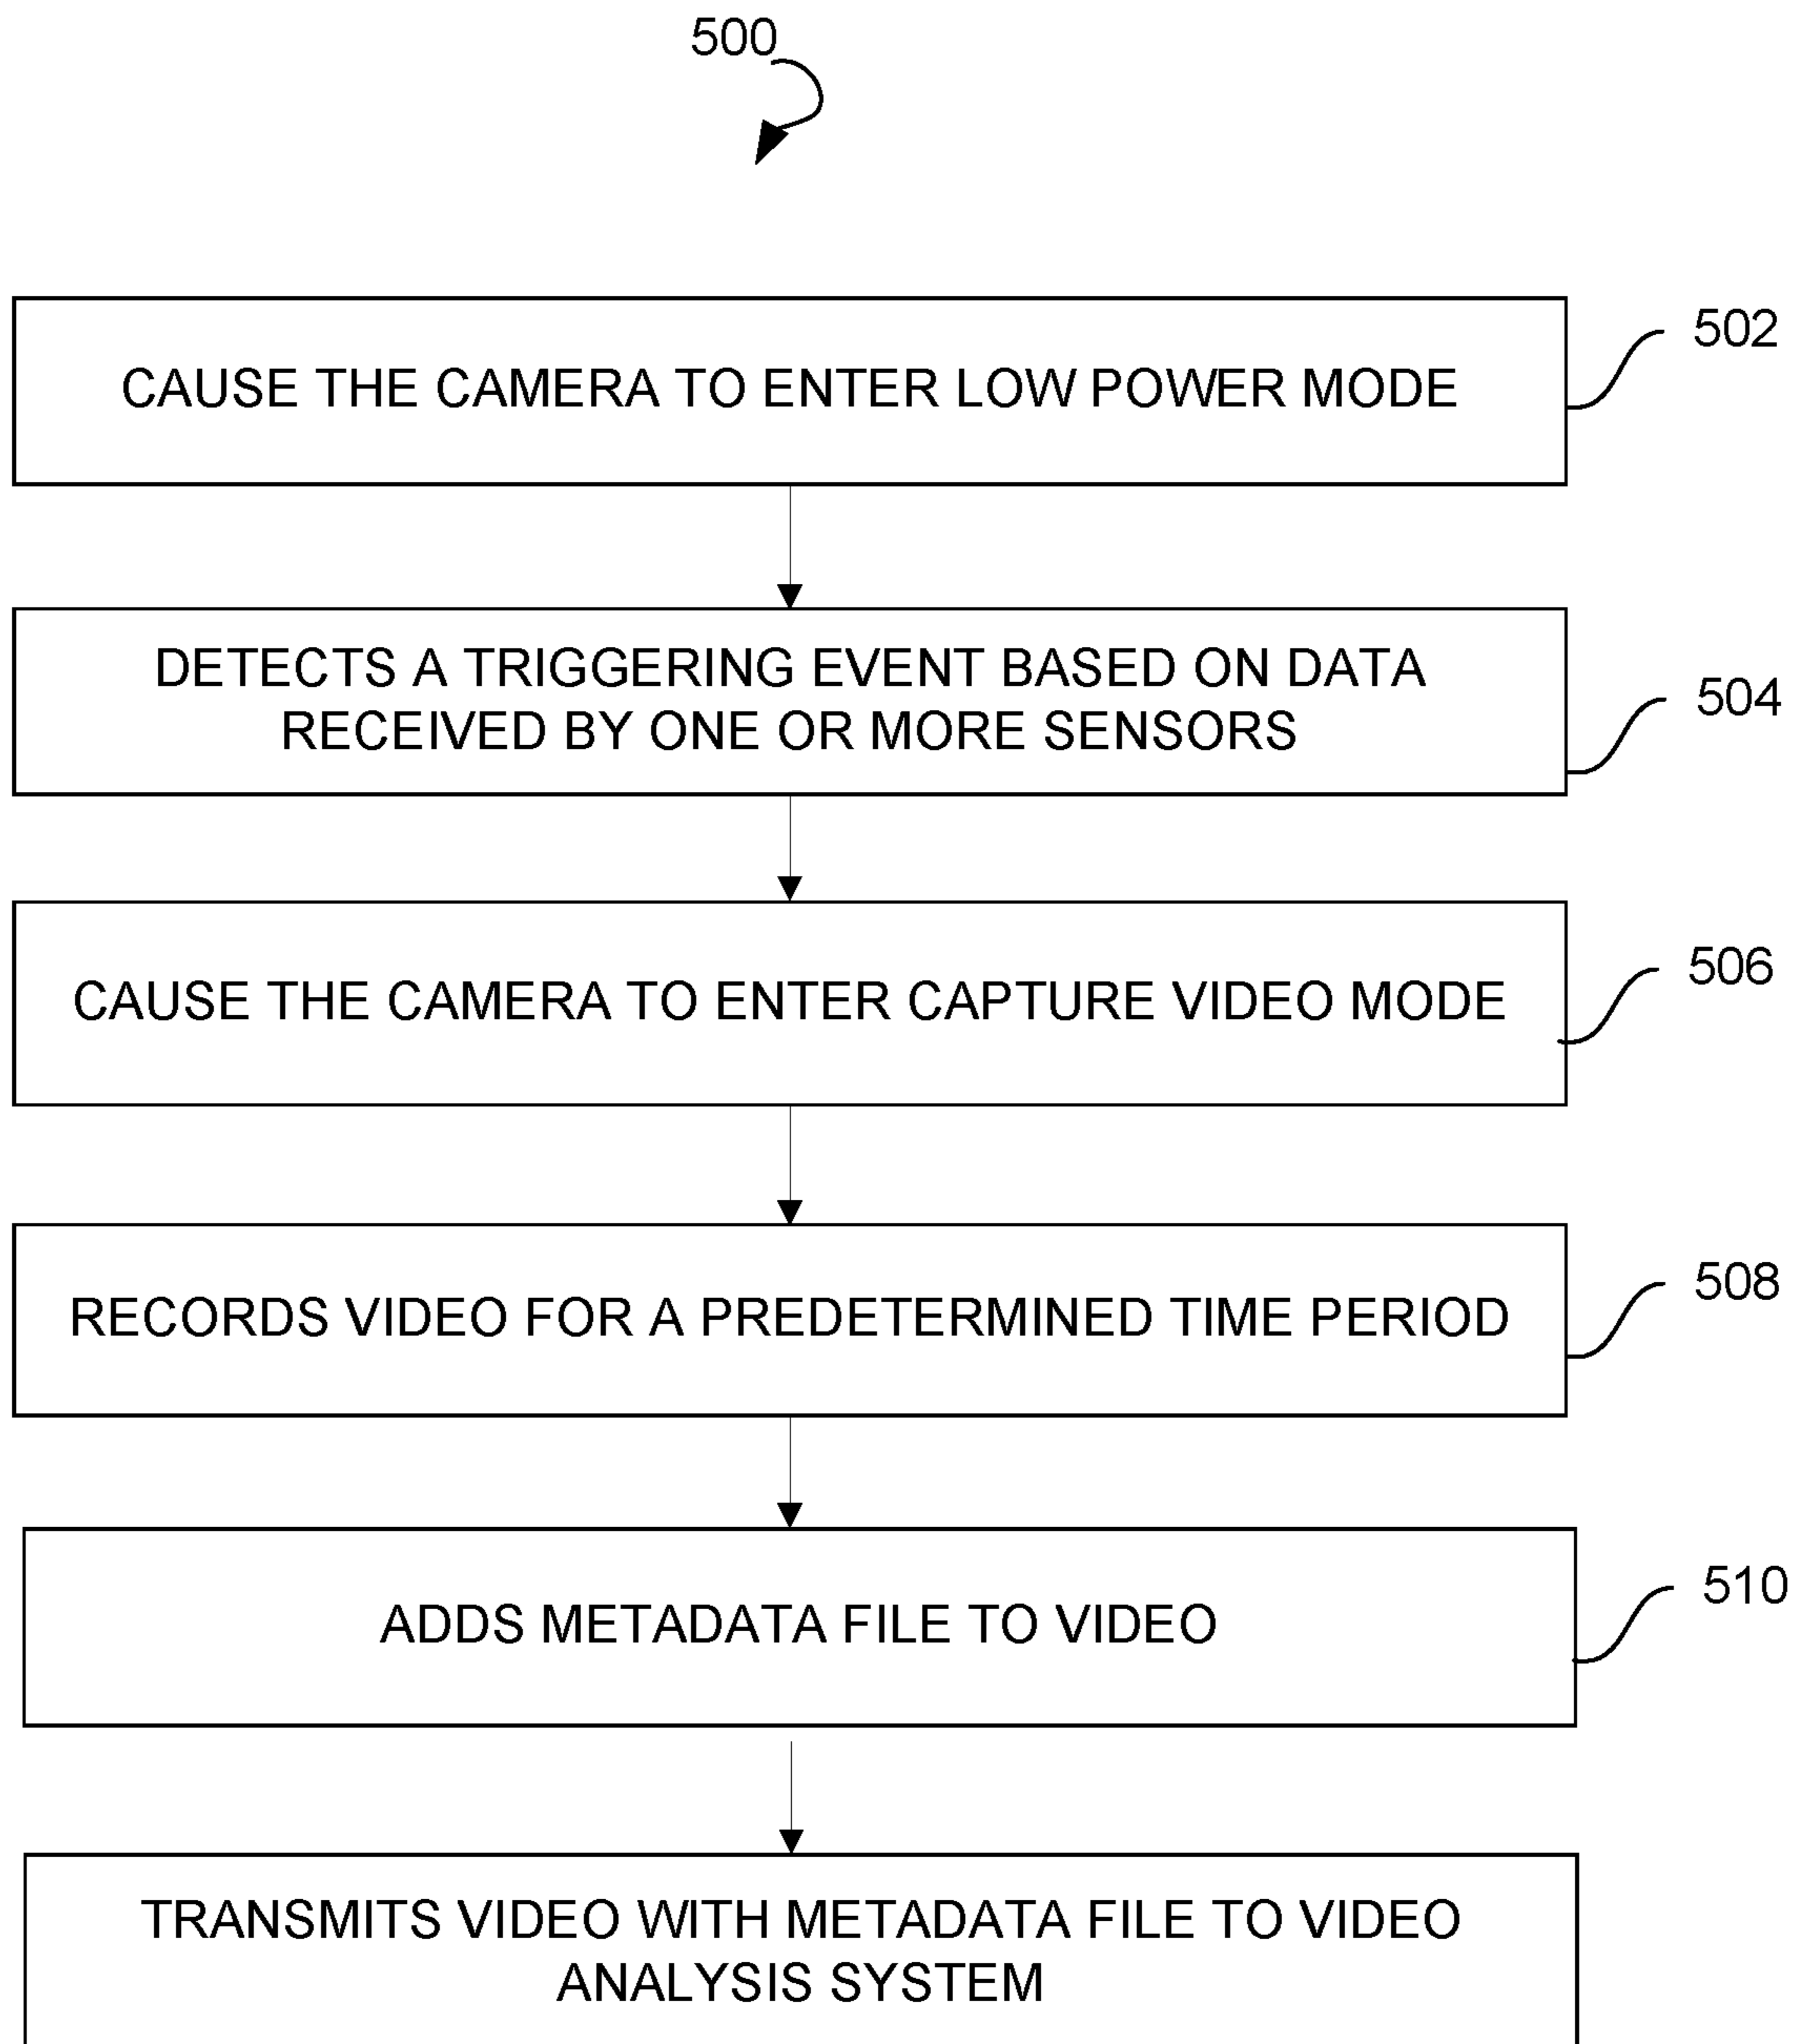 500
CAUSE THE CAMERA TO ENTER LOW POWER MODE
502
DETECTS A TRIGGERING EVENT BASED ON DATA
RECEIVED BY ONE OR MORE SENSORS
504
CAUSE THE CAMERA TO ENTER CAPTURE VIDEO MODE
506
RECORDS VIDEO FOR A PREDETERMINED TIME PERIOD
508
ADDS METADATA FILE TO VIDEO
510
TRANSMITS VIDEO WITH METADATA FILE TO VIDEO
ANALYSIS SYSTEM